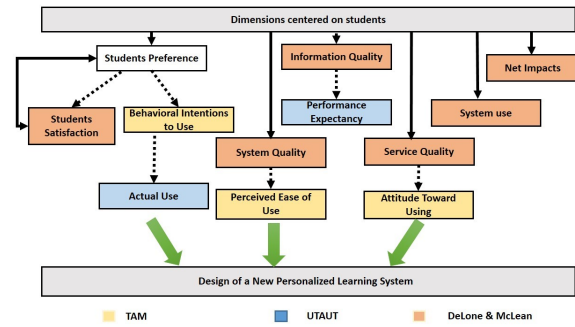 Dimensions centered on students
Students Preference
Information Quality
Net Impacts
Students
Satisfaction
Behavioral Intentions
to Use
Performance
Expectancy
System use
System Quality
Service Quality
Actual Use
Perceived Ease of
Use
Attitude Toward
Using
Design of a New Personalized Learning System
TAM
UTAUT
DeLone & McLean